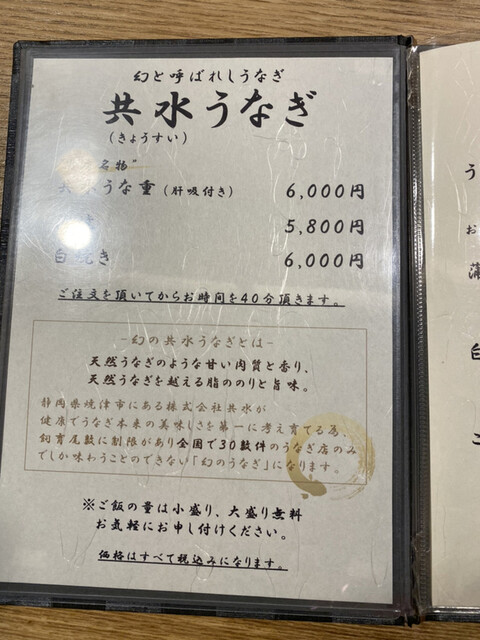 幻と呼ばれしうなぎ
共水うなぎ
(きょうすい)
名物"
うな重 (肝吸付き) 6,000円
5,800円
白焼き 6,000円
ご注文を頂いてからお時間を40分頂きます。
-幻の共水うなぎとは-
天然うなぎのような甘い肉質と香り、
天然うなぎを越える脂ののりと旨味。
静岡県焼津市にある株式会社共水が
健康でうなぎ本来の美味しさを第一に考え育てる為、
飼育尾数に制限があり全国で30数件のうなぎ店のみ
でしか味うことのできない「幻のうなぎ」になります。
※ご飯の量は小盛り、大盛り無料
お気軽にお申し付けください。
価格はすべて税込みになります。
う
お
蒲
白